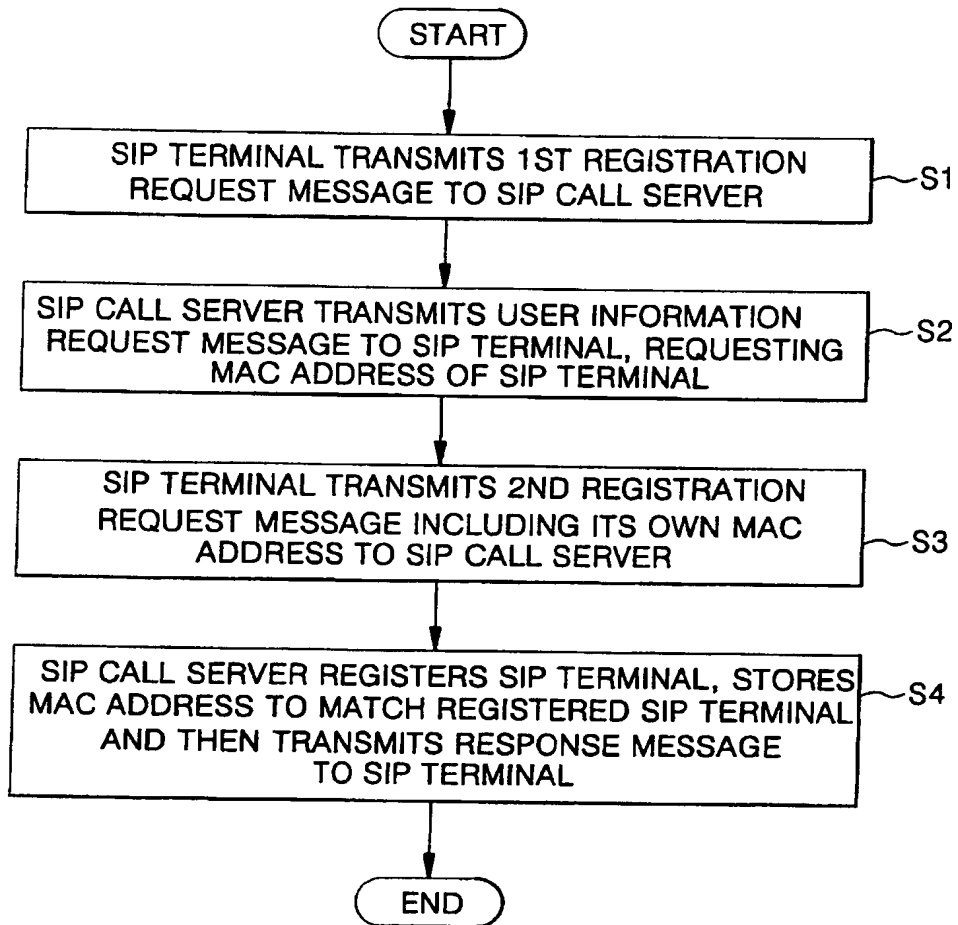 START
SIP TERMINAL TRANSMITS 1ST REGISTRATION
REQUEST MESSAGE TO SIP CALL SERVER
S1
SIP CALL SERVER TRANSMITS USER INFORMATION
REQUEST MESSAGE TO SIP TERMINAL, REQUESTING
MAC ADDRESS OF SIP TERMINAL
S2
SIP TERMINAL TRANSMITS 2ND REGISTRATION
REQUEST MESSAGE INCLUDING ITS OWN MAC
ADDRESS TO SIP CALL SERVER
S3
SIP CALL SERVER REGISTERS SIP TERMINAL, STORES
MAC ADDRESS TO MATCH REGISTERED SIP TERMINAL
AND THEN TRANSMITS RESPONSE MESSAGE
TO SIP TERMINAL
S4
END